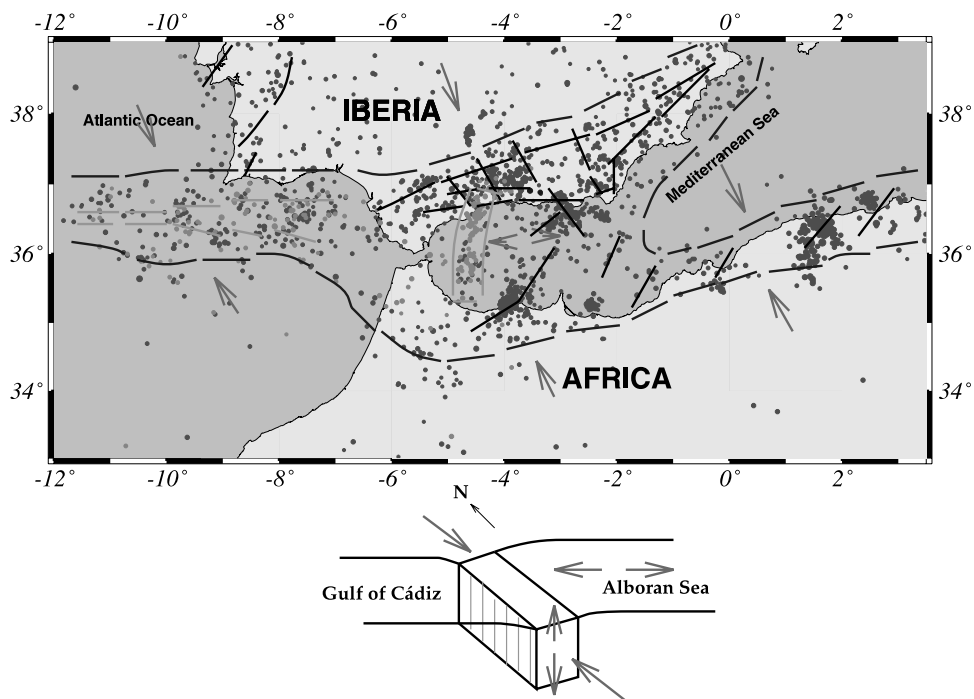 -12° -10° -8° -6° -4° -2° 0° 2°
38° 38°
IBERIA
Atlantic Ocean
Mediterranean Sea
36° 36°
34° 34°
AFRICA
-12° -10° -8° -6° -4° -2° 0° 2°
N
Gulf of Cádiz Alboran Sea